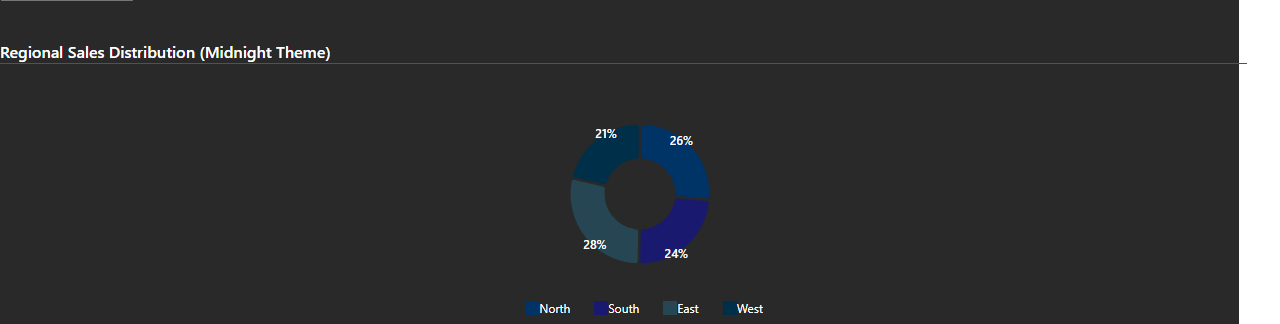 Regional Sales Distribution (Midnight Theme)
21%
26%
28%
24%
North South East West